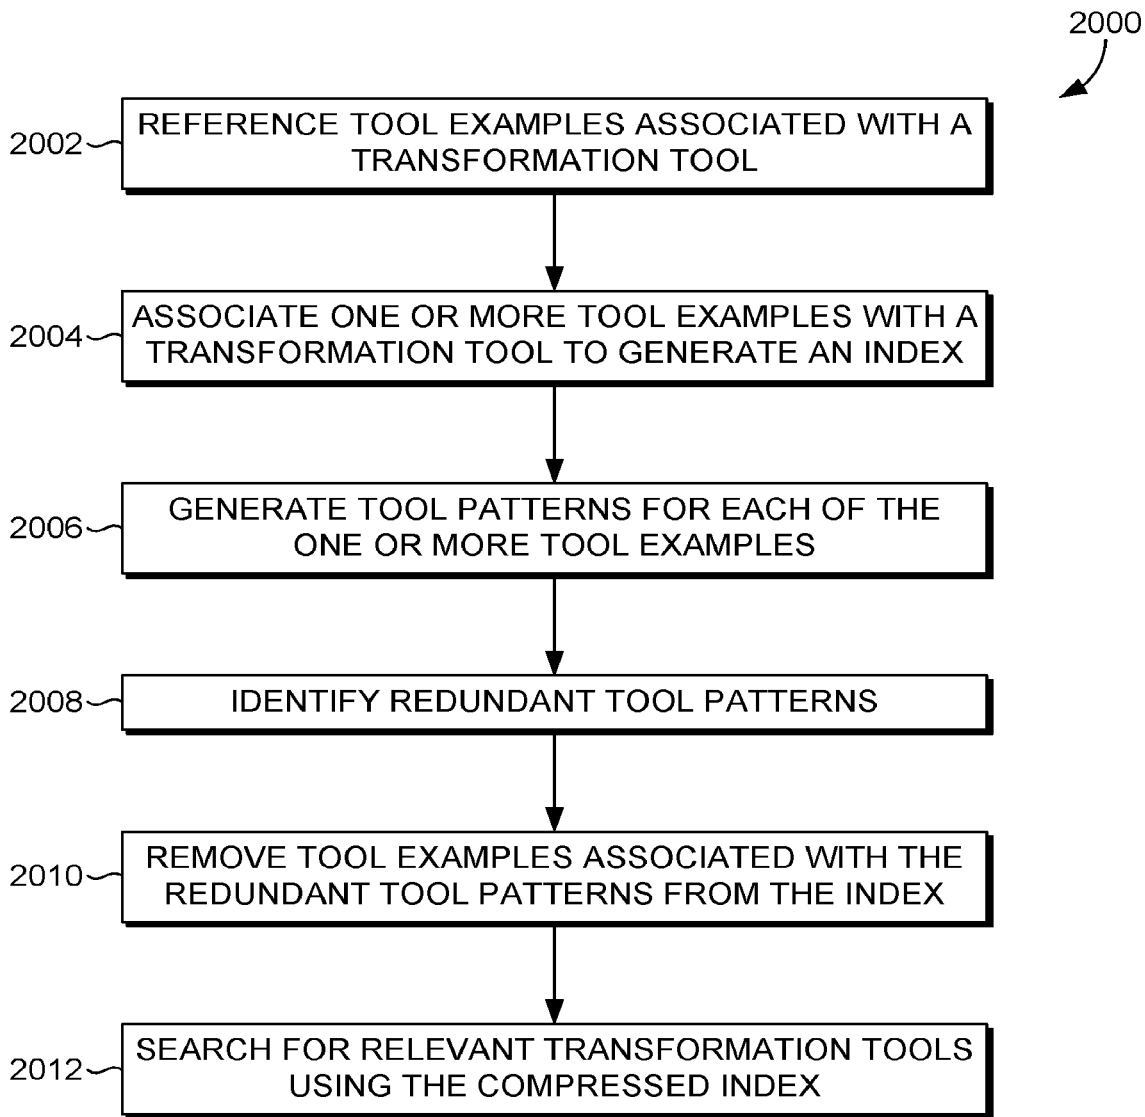 2000
2002
REFERENCE TOOL EXAMPLES ASSOCIATED WITH A
TRANSFORMATION TOOL
2004
ASSOCIATE ONE OR MORE TOOL EXAMPLES WITH A
TRANSFORMATION TOOL TO GENERATE AN INDEX
2006
GENERATE TOOL PATTERNS FOR EACH OF THE
ONE OR MORE TOOL EXAMPLES
2008
IDENTIFY REDUNDANT TOOL PATTERNS
2010
REMOVE TOOL EXAMPLES ASSOCIATED WITH THE
REDUNDANT TOOL PATTERNS FROM THE INDEX
2012
SEARCH FOR RELEVANT TRANSFORMATION TOOLS
USING THE COMPRESSED INDEX